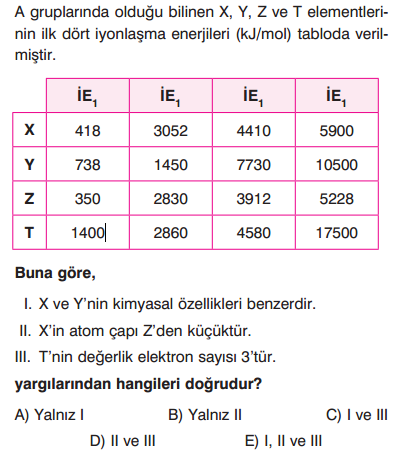 A gruplarında olduğu bilinen X, Y, Z ve T elementleri-
nin ilk dört iyonlaşma enerjileri (kJ/mol) tabloda veril-
miştir.
İE₁ İE₁ İE₁ İE₁
X 418 3052 4410 5900
Y 738 1450 7730 10500
Z 350 2830 3912 5228
T 1400 2860 4580 17500
Buna göre,
I. X ve Y'nin kimyasal özellikleri benzerdir.
II. X'in atom çapı Z'den küçüktür.
III. T'nin değerlik elektron sayısı 3'tür.
yargılarından hangileri doğrudur?
A) Yalnız I B) Yalnız II C) I ve III
D) II ve III E) I, II ve III